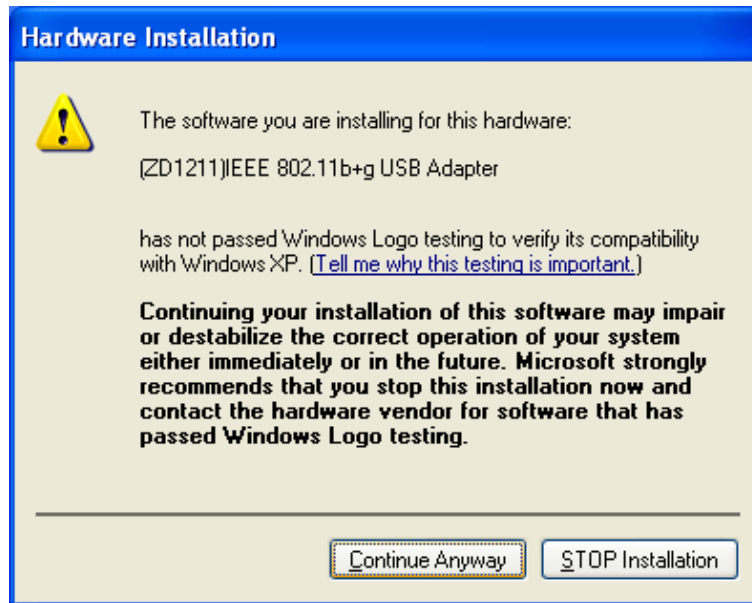 Hardware Installation
The software you are installing for this hardware:
(ZD1211)IEEE 802.11b+g USB Adapter
has not passed Windows Logo testing to verify its compatibility
with Windows XP. (Tell me why this testing is important.)
Continuing your installation of this software may impair
or destabilize the correct operation of your system
either immediately or in the future. Microsoft strongly
recommends that you stop this installation now and
contact the hardware vendor for software that has
passed Windows Logo testing.
Continue Anyway STOP Installation